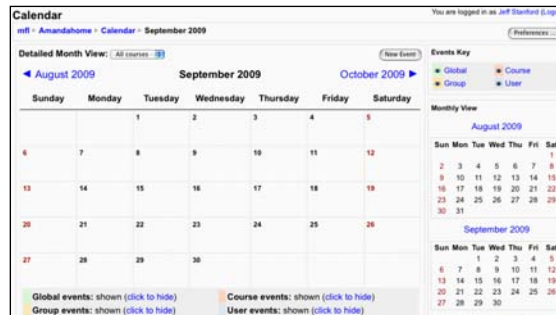 Calendar
You are logged in as Jeff Stanford (Log
mfl ► Amandahome ► Calendar ► September 2009
Preferences ...
Detailed Month View: All courses
New Event
◄ August 2009 September 2009 October 2009 ►
Sunday Monday Tuesday Wednesday Thursday Friday Saturday
1 2 3 4 5
6 7 8 9 10 11 12
13 14 15 16 17 18 19
20 21 22 23 24 25 26
27 28 29 30
Global events: shown (click to hide) Course events: shown (click to hide)
Group events: shown (click to hide) User events: shown (click to hide)
Events Key
Global Course
Group User
Monthly View
August 2009
Sun Mon Tue Wed Thu Fri Sat
1
2 3 4 5 6 7 8
9 10 11 12 13 14 15
16 17 18 19 20 21 22
23 24 25 26 27 28 29
30 31
September 2009
Sun Mon Tue Wed Thu Fri Sat
1 2 3 4 5
6 7 8 9 10 11 12
13 14 15 16 17 18 19
20 21 22 23 24 25 26
27 28 29 30